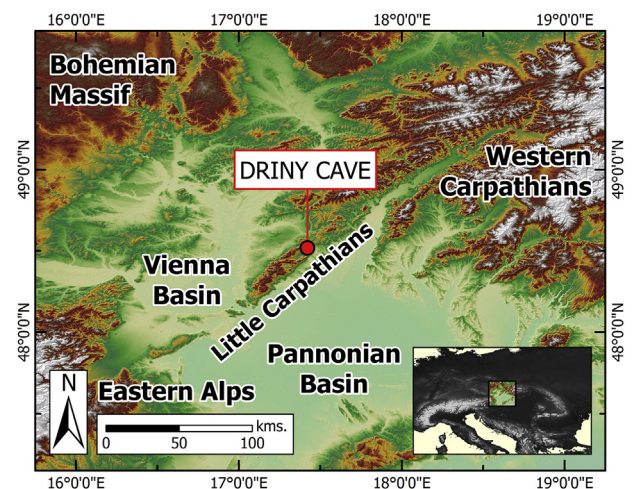 16°0'0"E 17°0'0"E 18°0'0"E 19°0'0"E
Bohemian
Massif
49°0'0"N
49°0'0"N
DRINY CAVE
Western
Carpathians
Vienna
Basin
Little Carpathians
48°0'0"N
48°0'0"N
Pannonian
Basin
N
Eastern Alps
kms.
0 50 100
16°0'0"E 17°0'0"E 18°0'0"E 19°0'0"E